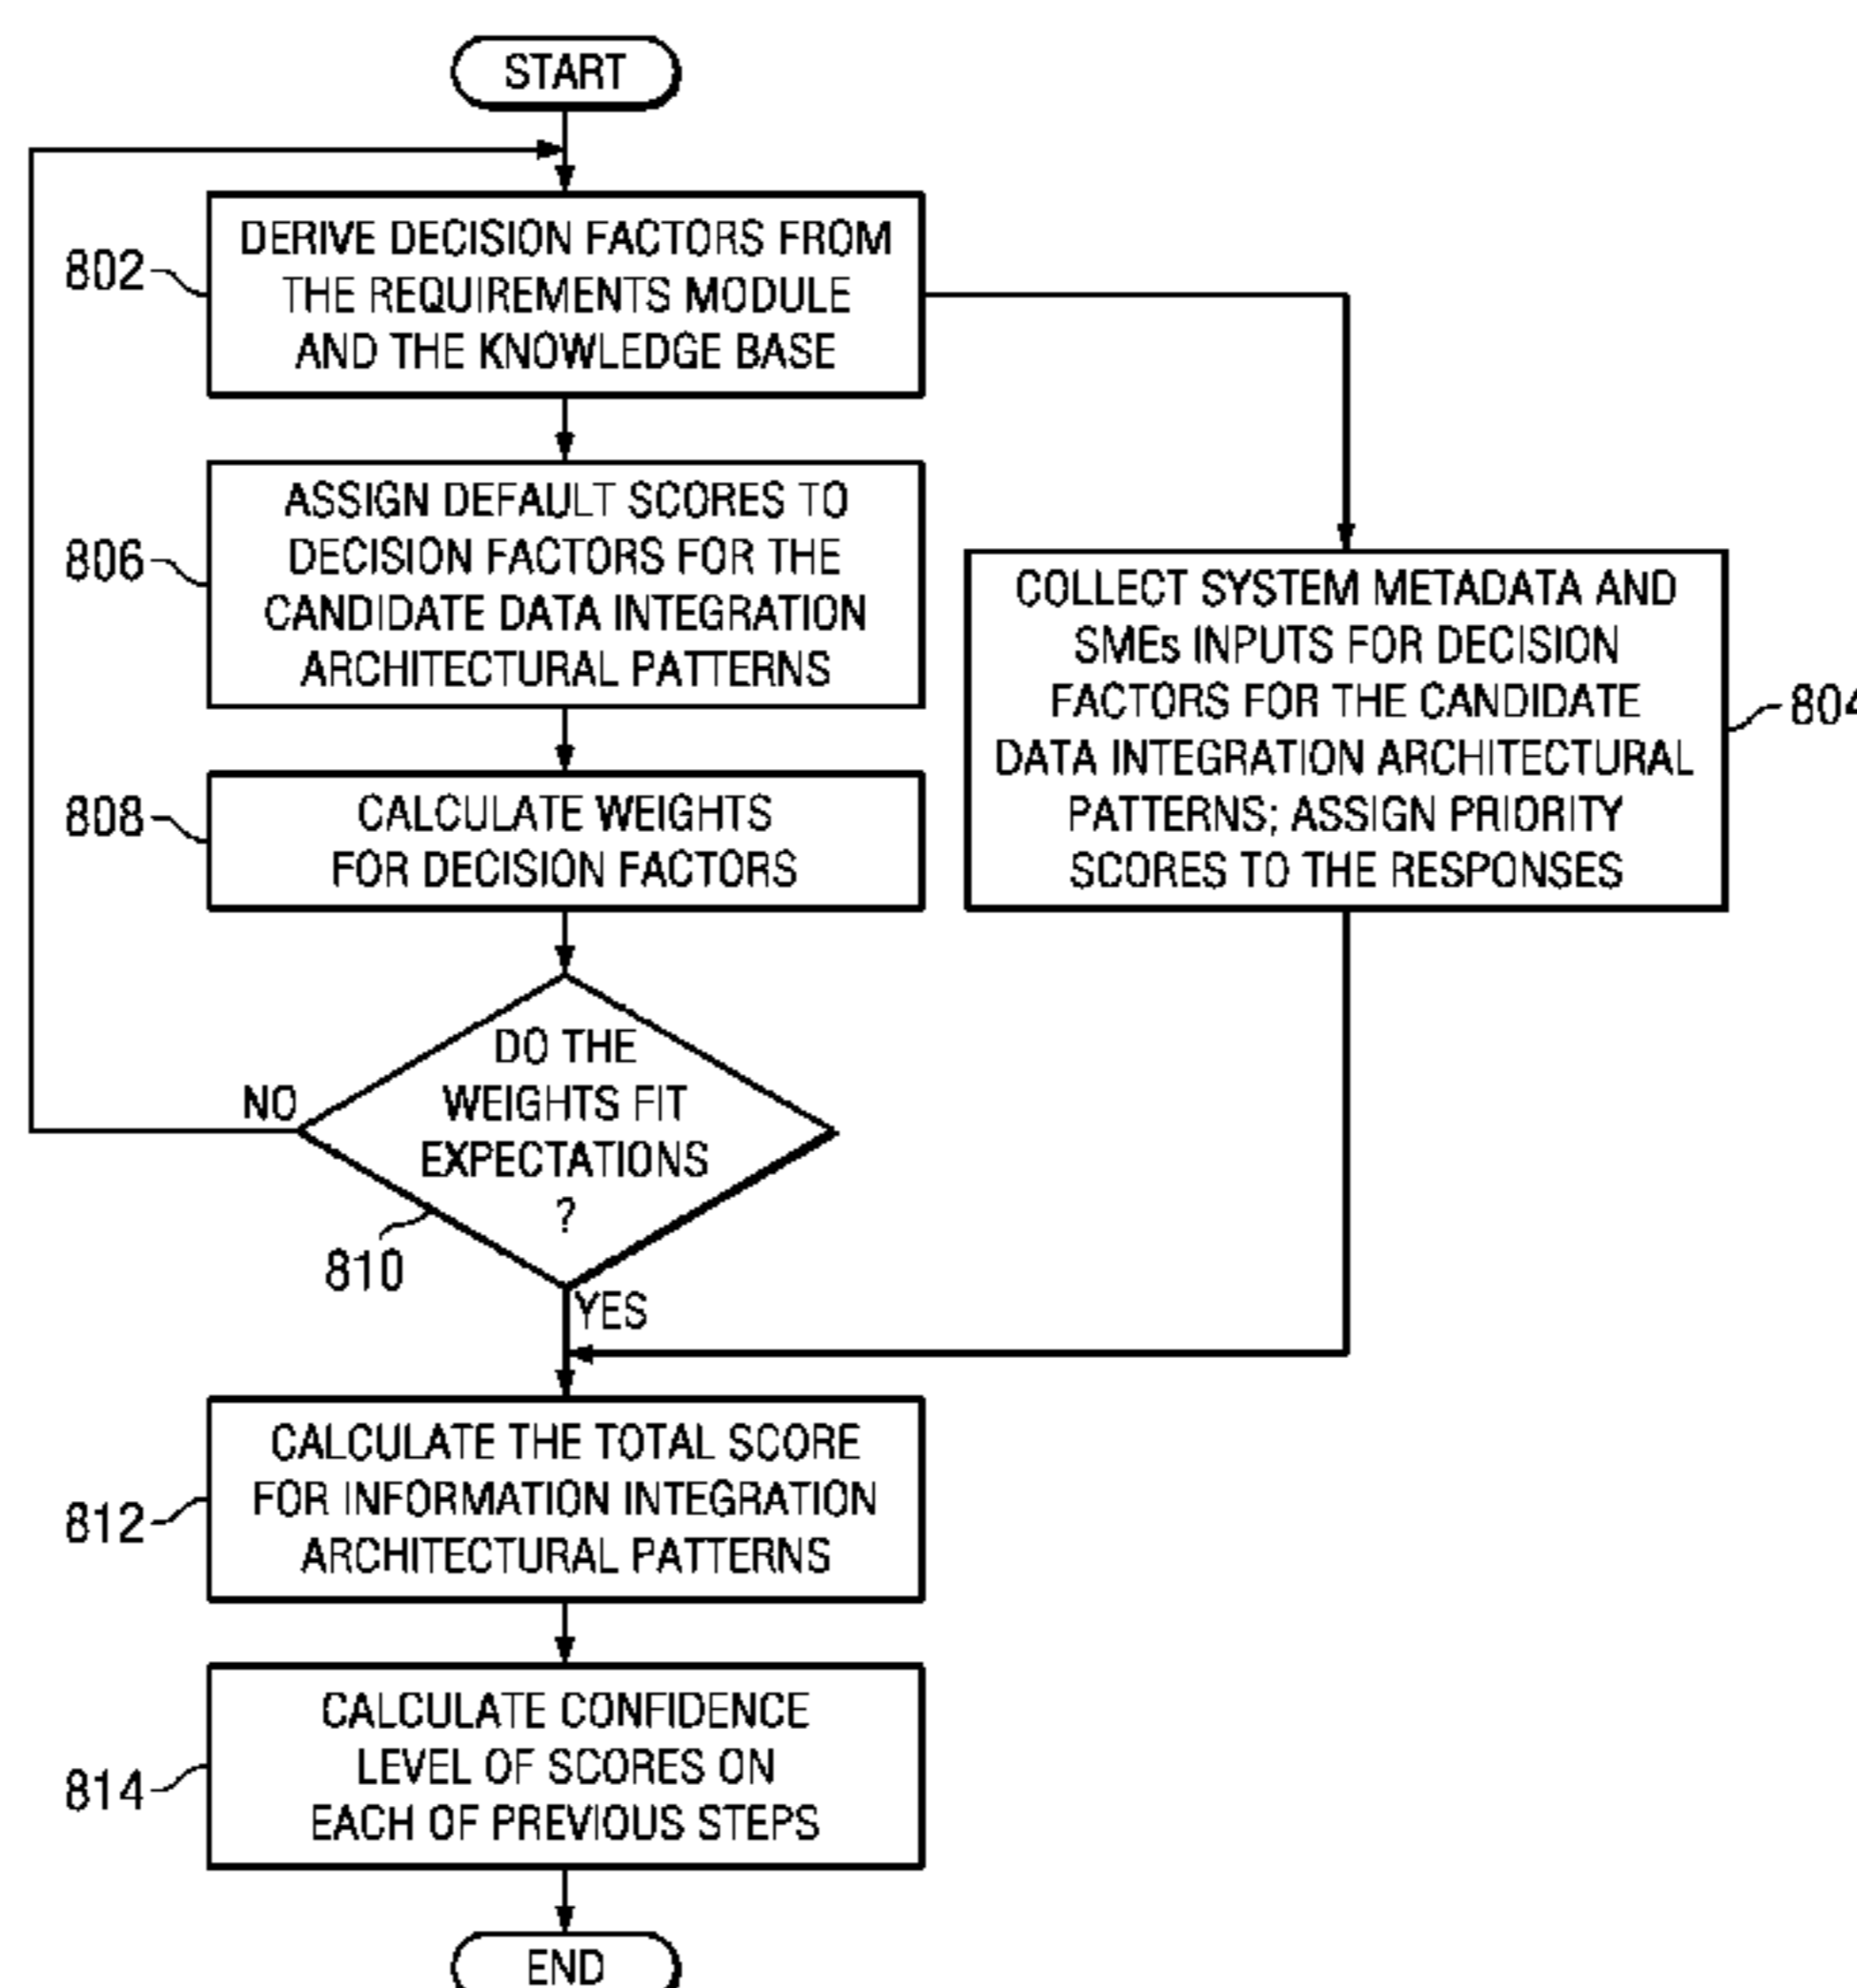 START
802
DERIVE DECISION FACTORS FROM
THE REQUIREMENTS MODULE
AND THE KNOWLEDGE BASE
806
ASSIGN DEFAULT SCORES TO
DECISION FACTORS FOR THE
CANDIDATE DATA INTEGRATION
ARCHITECTURAL PATTERNS
COLLECT SYSTEM METADATA AND
SMEs INPUTS FOR DECISION
FACTORS FOR THE CANDIDATE
DATA INTEGRATION ARCHITECTURAL
PATTERNS; ASSIGN PRIORITY
SCORES TO THE RESPONSES
804
808
CALCULATE WEIGHTS
FOR DECISION FACTORS
DO THE
WEIGHTS FIT
EXPECTATIONS
?
NO
810
YES
812
CALCULATE THE TOTAL SCORE
FOR INFORMATION INTEGRATION
ARCHITECTURAL PATTERNS
814
CALCULATE CONFIDENCE
LEVEL OF SCORES ON
EACH OF PREVIOUS STEPS
END